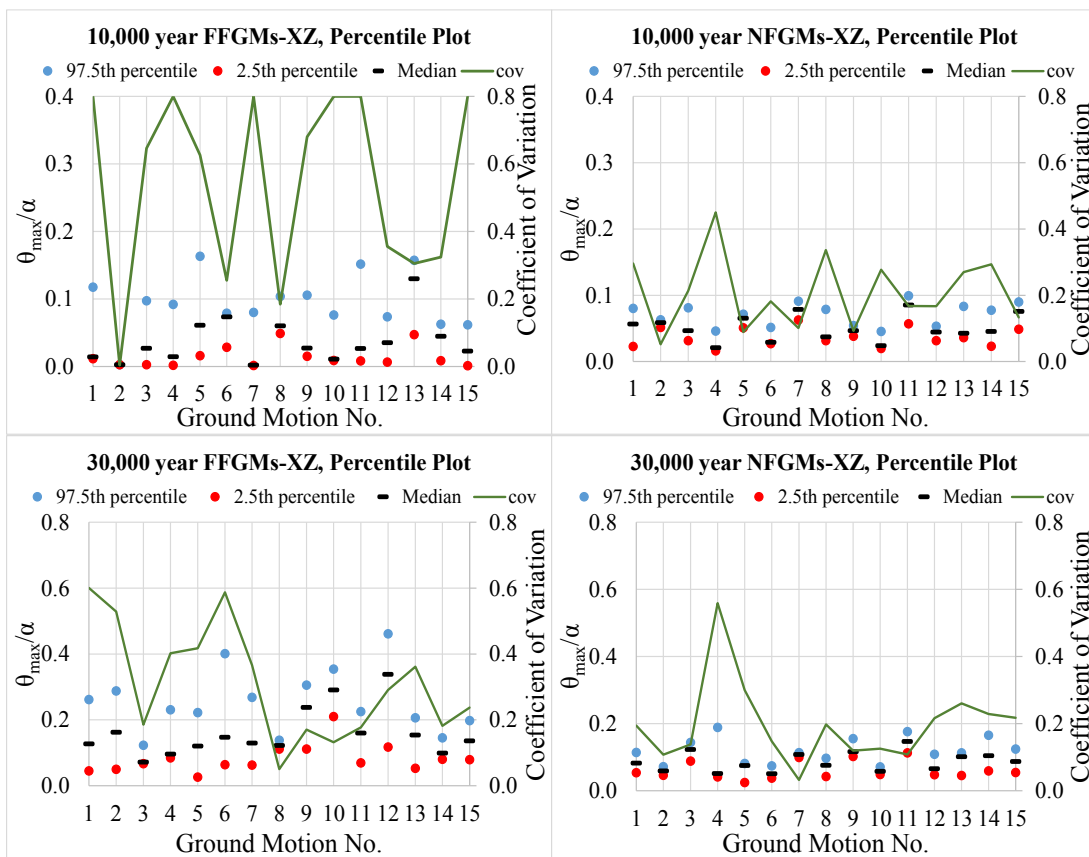 10,000 year FFGMs-XZ, Percentile Plot
97.5th percentile 2.5th percentile Median cov
0.4 0.8
0.3 0.6
0.2 0.4
0.1 0.2
0.0 0.0
θmax/α
Coefficient of Variation
1 2 3 4 5 6 7 8 9 10 11 12 13 14 15
Ground Motion No.
10,000 year NFGMs-XZ, Percentile Plot
97.5th percentile 2.5th percentile Median cov
0.4 0.8
0.3 0.6
0.2 0.4
0.1 0.2
0.0 0.0
θmax/α
Coefficient of Variation
1 2 3 4 5 6 7 8 9 10 11 12 13 14 15
Ground Motion No.
30,000 year FFGMs-XZ, Percentile Plot
97.5th percentile 2.5th percentile Median cov
0.8 0.8
0.6 0.6
0.4 0.4
0.2 0.2
0.0 0.0
θmax/α
Coefficient of Variation
1 2 3 4 5 6 7 8 9 10 11 12 13 14 15
Ground Motion No.
30,000 year NFGMs-XZ, Percentile Plot
97.5th percentile 2.5th percentile Median cov
0.8 0.8
0.6 0.6
0.4 0.4
0.2 0.2
0.0 0.0
θmax/α
Coefficient of Variation
1 2 3 4 5 6 7 8 9 10 11 12 13 14 15
Ground Motion No.